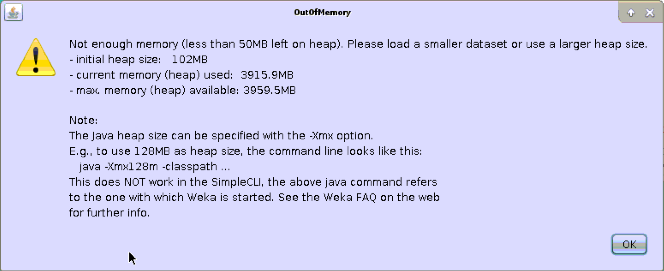 OutOfMemory
Not enough memory (less than 50MB left on heap). Please load a smaller dataset or use a larger heap size.
- initial heap size:   102MB
- current memory (heap) used:  3915.9MB
- max. memory (heap) available: 3959.5MB
Note:
The Java heap size can be specified with the -Xmx option.
E.g., to use 128MB as heap size, the command line looks like this:
java -Xmx128m -classpath ...
This does NOT work in the SimpleCLI, the above java command refers
to the one with which Weka is started. See the Weka FAQ on the web
for further info.
OK